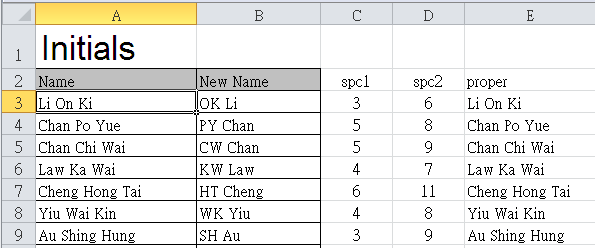 A B C D E
1 Initials
2 Name New Name spc1 spc2 proper
3 Li On Ki OK Li 3 6 Li On Ki
4 Chan Po Yue PY Chan 5 8 Chan Po Yue
5 Chan Chi Wai CW Chan 5 9 Chan Chi Wai
6 Law Ka Wai KW Law 4 7 Law Ka Wai
7 Cheng Hong Tai HT Cheng 6 11 Cheng Hong Tai
8 Yiu Wai Kin WK Yiu 4 8 Yiu Wai Kin
9 Au Shing Hung SH Au 3 9 Au Shing Hung